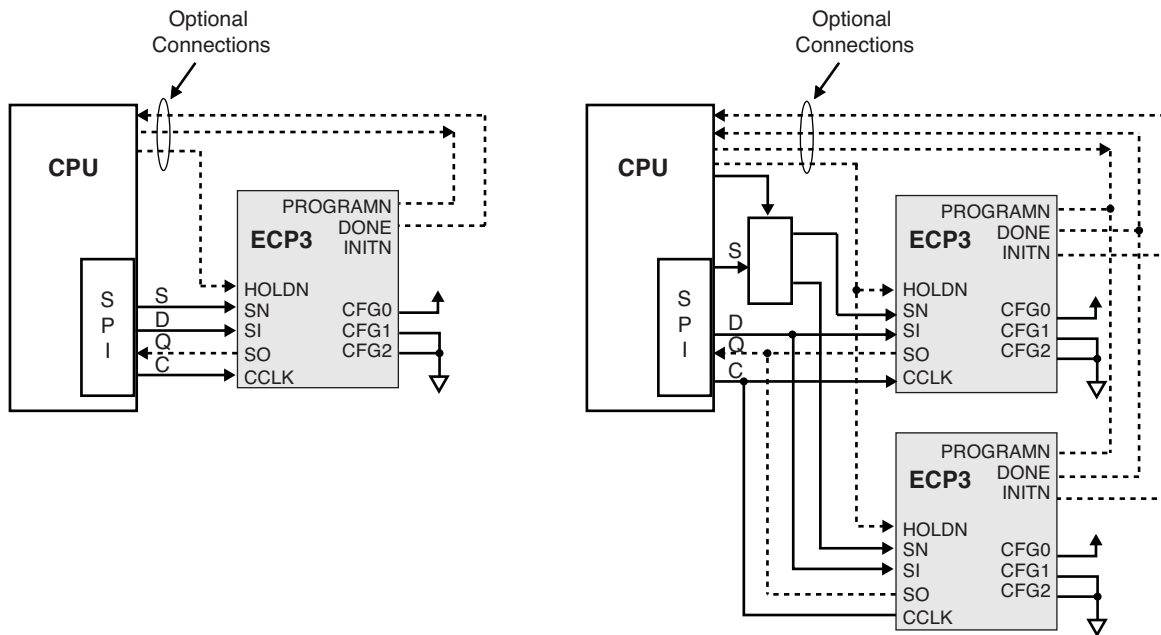 Optional
Connections
CPU
PROGRAMN
DONE
ECP3
INITN
S
P
I
S
D
Q
C
HOLDN
SN
SI
SO
CCLK
CFG0
CFG1
CFG2
Optional
Connections
CPU
S
S
P
I
D
Q
C
PROGRAMN
DONE
ECP3
INITN
HOLDN
SN
SI
SO
CCLK
CFG0
CFG1
CFG2
PROGRAMN
DONE
ECP3
INITN
HOLDN
SN
SI
SO
CCLK
CFG0
CFG1
CFG2